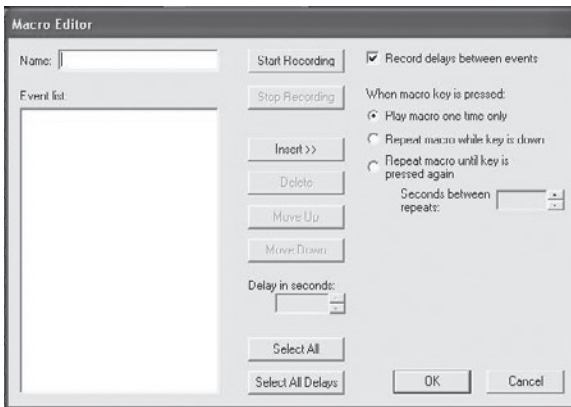 Macro Editor
Name:
Event list:
Start Recording
Stop Recording
Insert >>
Delete
Move Up
Move Down
Delay in seconds:
Select All
Select All Delays
Record delays between events
When macro key is pressed:
Play macro one time only
Repeat macro while key is down
Repeat macro until key is
pressed again
Seconds between
repeats:
OK
Cancel